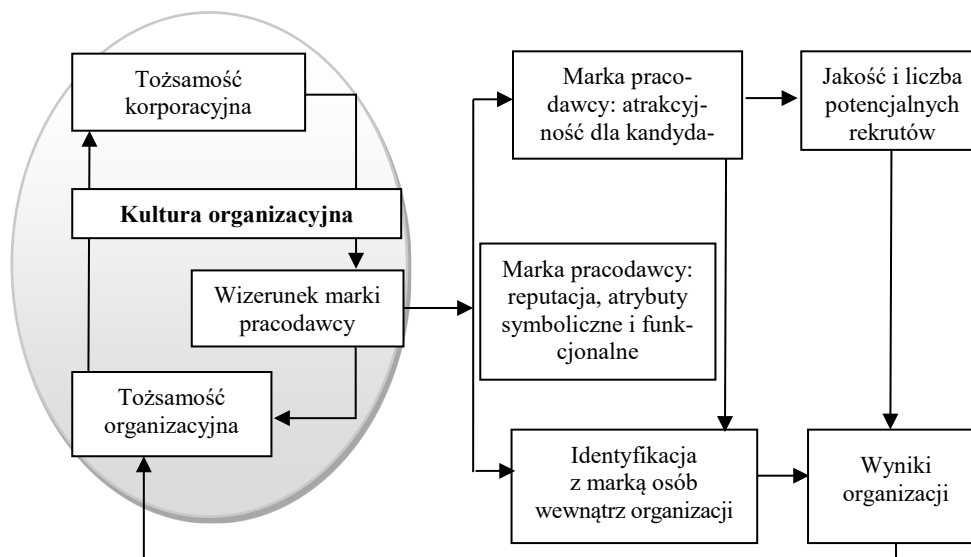 Tożsamość
korporacyjna
Kultura organizacyjna
Wizerunek marki
pracodawcy
Tożsamość
organizacyjna
Marka praco-
dawcy: atrakcyj-
ność dla kandyda-
Jakość i liczba
potencjalnych
rekrutów
Marka pracodawcy:
reputacja, atrybuty
symboliczne i funk-
cjonalne
Identyfikacja
z marką osób
wewnątrz organizacji
Wyniki
organizacji